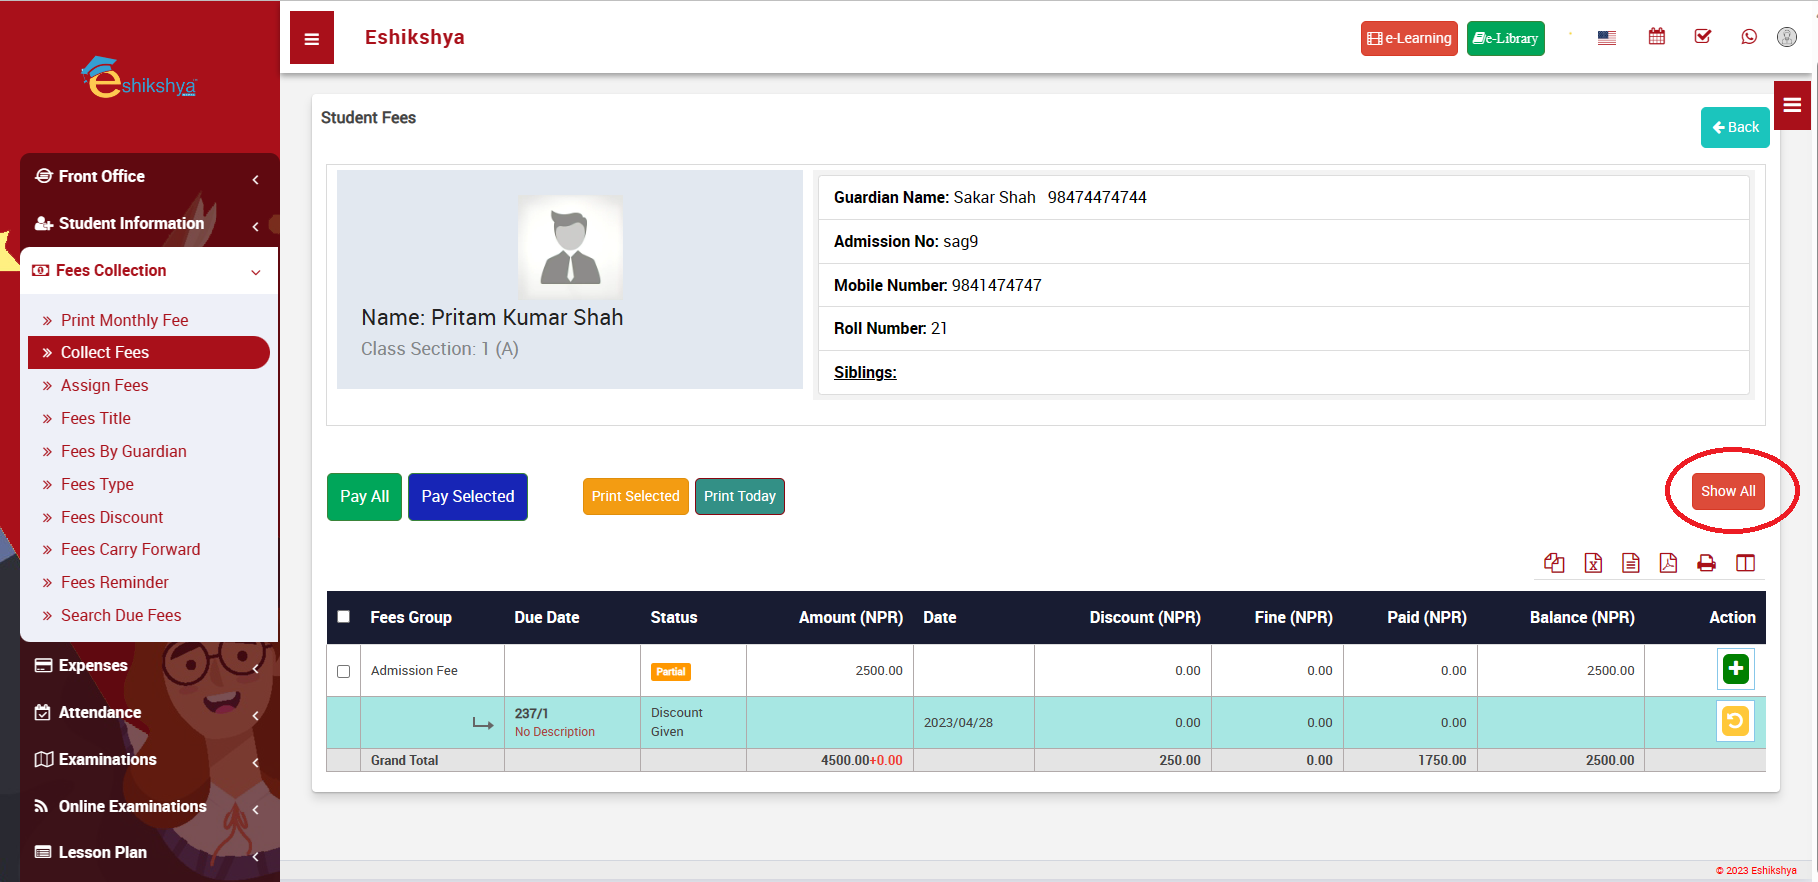 Eshikshya
e-Learning
e-Library
eshikshya
Front Office
Student Information
Fees Collection
Print Monthly Fee
Collect Fees
Assign Fees
Fees Title
Fees By Guardian
Fees Type
Fees Discount
Fees Carry Forward
Fees Reminder
Search Due Fees
Expenses
Attendance
Examinations
Online Examinations
Lesson Plan
Student Fees
Back
Name: Pritam Kumar Shah
Class Section: 1 (A)
Guardian Name: Sakar Shah 98474474744
Admission No: sag9
Mobile Number: 9841474747
Roll Number: 21
Siblings:
Pay All Pay Selected Print Selected Print Today Show All
Fees Group Due Date Status Amount (NPR) Date Discount (NPR) Fine (NPR) Paid (NPR) Balance (NPR) Action
Admission Fee Partial 2500.00 0.00 0.00 0.00 2500.00
237/1 Discount
No Description Given 2023/04/28 0.00 0.00 0.00
Grand Total 4500.00+0.00 250.00 0.00 1750.00 2500.00
© 2023 Eshikshya